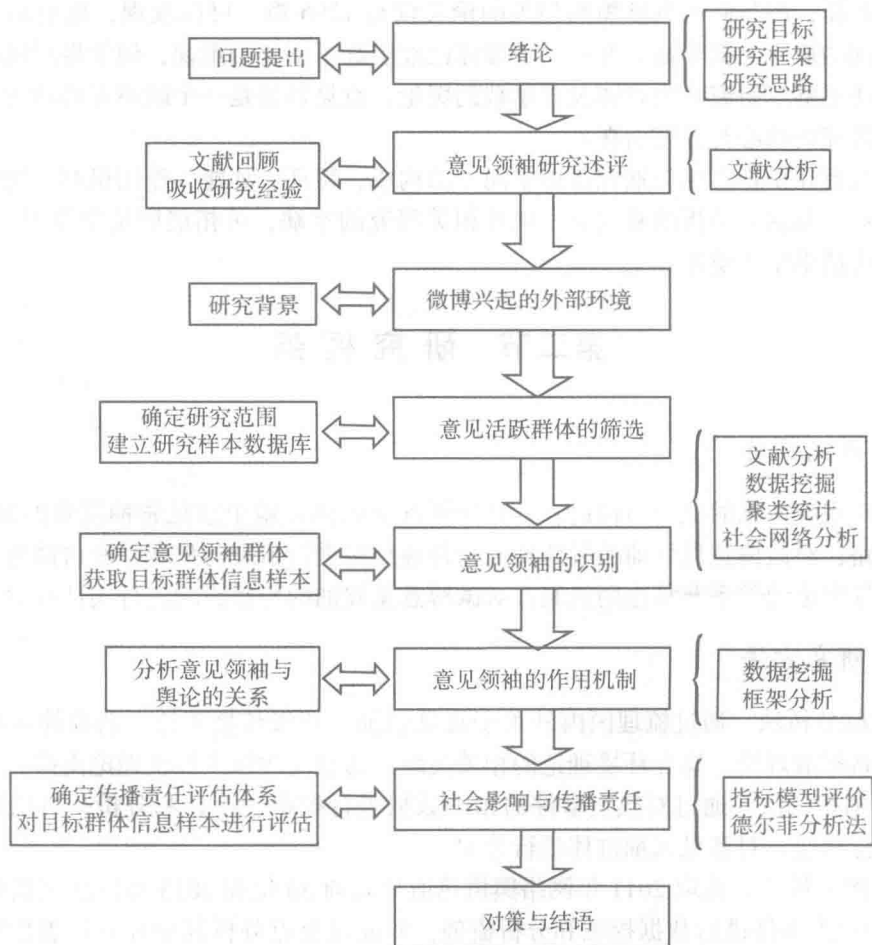 问题提出
绪论
研究目标
研究框架
研究思路
文献回顾
吸收研究经验
意见领袖研究述评
文献分析
研究背景
微博兴起的外部环境
确定研究范围
建立研究样本数据库
意见活跃群体的筛选
文献分析
数据挖掘
聚类统计
社会网络分析
确定意见领袖群体
获取目标群体信息样本
意见领袖的识别
分析意见领袖与
舆论的关系
意见领袖的作用机制
数据挖掘
框架分析
确定传播责任评估体系
对目标群体信息样本进行评估
社会影响与传播责任
指标模型评价
德尔菲分析法
对策与结语